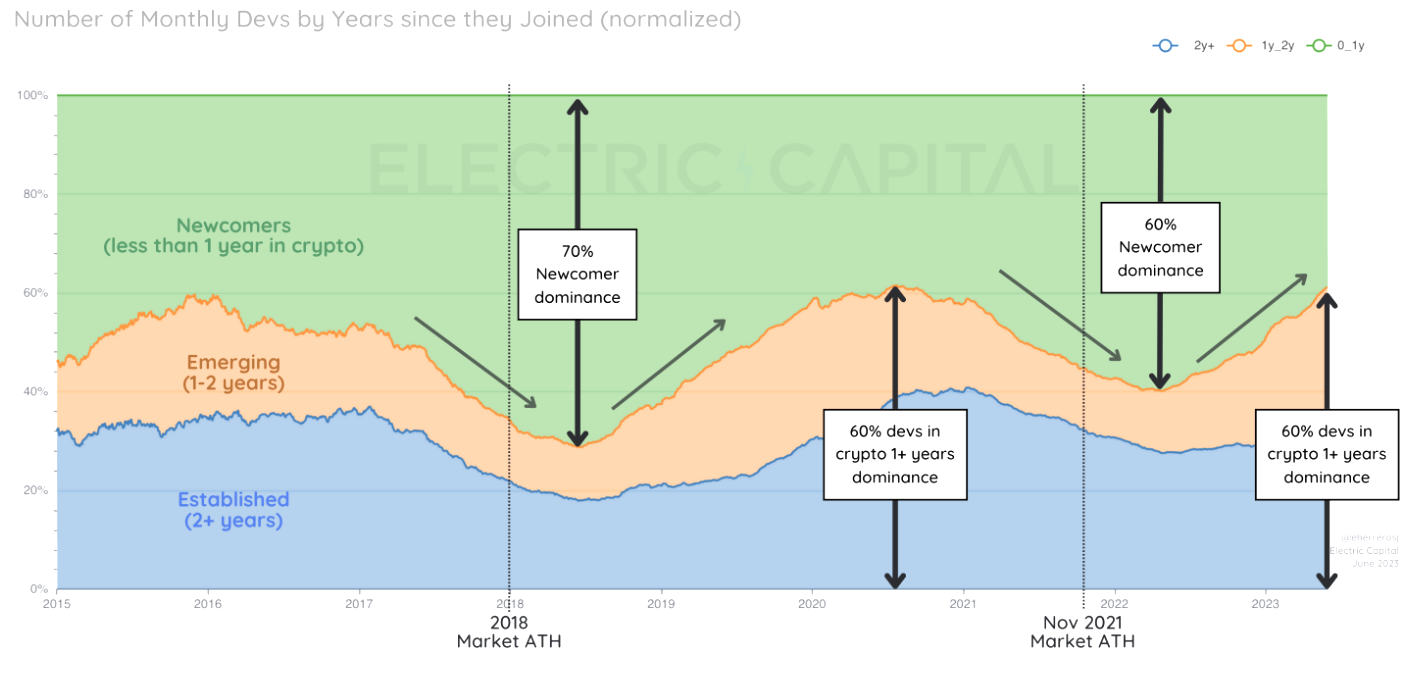 Number of Monthly Devs by Years since they Joined (normalized)
2y+ 1y_2y 0_1y
100%
80%
60%
40%
20%
0%
ELECTRIC CAPITAL
Newcomers
(less than 1 year in crypto)
70%
Newcomer
dominance
60%
Newcomer
dominance
Emerging
(1-2 years)
60% devs in
crypto 1+ years
dominance
60% devs in
crypto 1+ years
dominance
Established
(2+ years)
Electric Capital
June 2023
2015 2016 2017 2018 2019 2020 2021 2022 2023
2018
Market ATH
Nov 2021
Market ATH